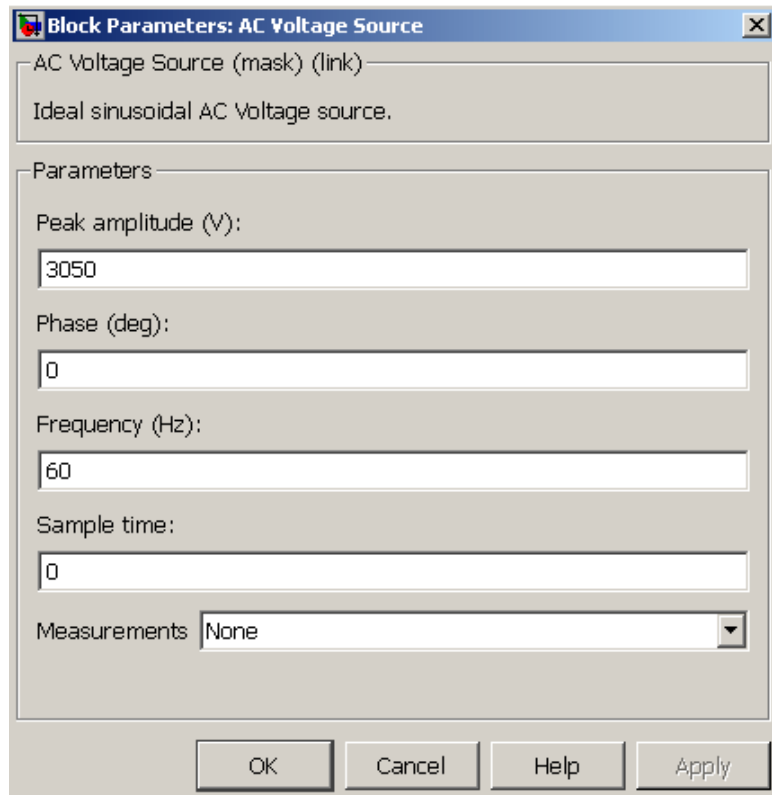 Block Parameters: AC Voltage Source
AC Voltage Source (mask) (link)
Ideal sinusoidal AC Voltage source.
Parameters
Peak amplitude (V):
3050
Phase (deg):
0
Frequency (Hz):
60
Sample time:
0
Measurements None
OK Cancel Help Apply